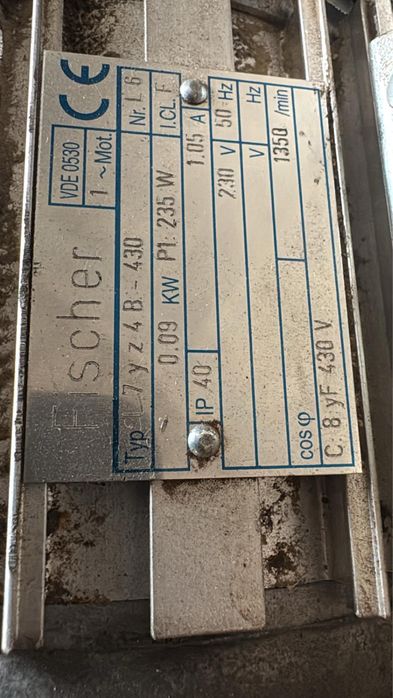 Fischer
VDE 0530
1 ~ Mot.
CE
Typ L 7 y z 4 B - 430 Nr. L 6
0.09 KW P1: 235 W I.CL. F
IP 40 1.05 A
230 V 50 Hz
V Hz
1350 /min
cos φ
C. 8 yF 430 V